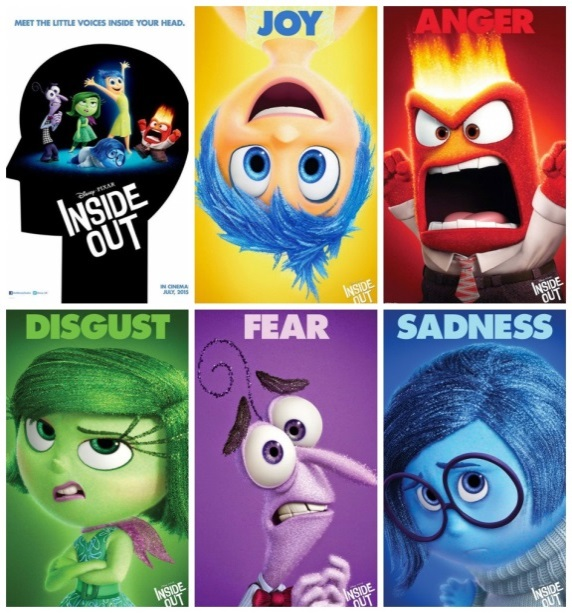 MEET THE LITTLE VOICES INSIDE YOUR HEAD.
Disney PIXAR
INSIDE
OUT
IN CINEMA
JULY, 2015
JOY
INSIDE
OUT
ANGER
INSIDE
OUT
DISGUST
INSIDE
OUT
FEAR
INSIDE
OUT
SADNESS
INSIDE
OUT